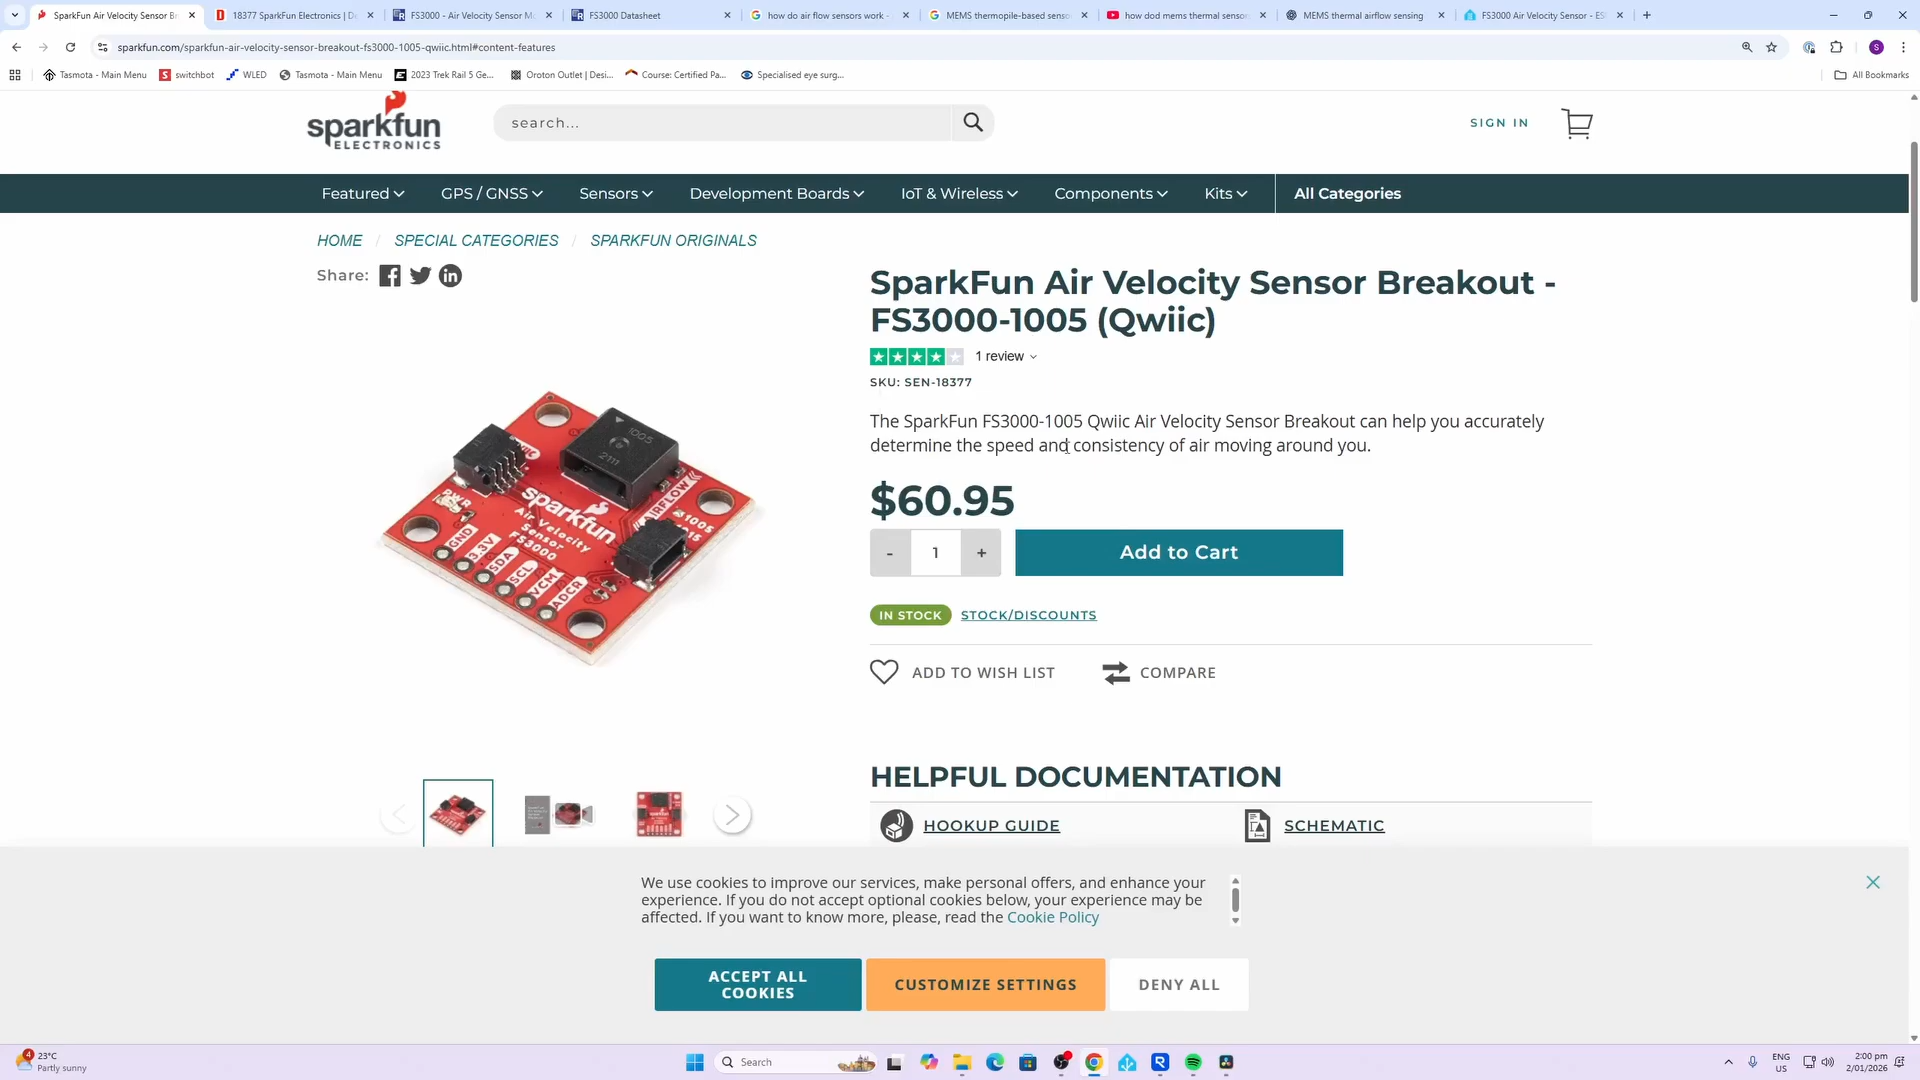 SparkFun Air Velocity Sensor B
18377 SparkFun Electronics | D
FS3000 - Air Velocity Sensor M
FS3000 Datasheet
how do air flow sensors work -
MEMS thermopile-based senso
how dod mems thermal sensor
MEMS thermal airflow sensing
FS3000 Air Velocity Sensor - ES
sparkfun.com/sparkfun-air-velocity-sensor-breakout-fs3000-1005-qwiic.html#content-features
S
Tasmota - Main Menu
switchbot
WLED
Tasmota - Main Menu
2023 Trek Rail 5 Ge...
Oroton Outlet | Desi...
Course: Certified Pa...
Specialised eye surg...
All Bookmarks
sparkfun
ELECTRONICS
search...
SIGN IN
Featured
GPS / GNSS
Sensors
Development Boards
IoT & Wireless
Components
Kits
All Categories
HOME / SPECIAL CATEGORIES / SPARKFUN ORIGINALS
Share:
SparkFun Air Velocity Sensor Breakout -
FS3000-1005 (Qwiic)
1 review
SKU: SEN-18377
The SparkFun FS3000-1005 Qwiic Air Velocity Sensor Breakout can help you accurately
determine the speed and consistency of air moving around you.
1005
2111
PWR
sparkfun
Air Velocity
Sensor
FS3000
AIRFLOW
1005
1015
GND
3.3V
SDA
SCL
VCM
ADCR
$60.95
-
1
+
Add to Cart
IN STOCK
STOCK/DISCOUNTS
ADD TO WISH LIST
COMPARE
HELPFUL DOCUMENTATION
HOOKUP GUIDE
SCHEMATIC
We use cookies to improve our services, make personal offers, and enhance your
experience. If you do not accept optional cookies below, your experience may be
affected. If you want to know more, please, read the Cookie Policy
ACCEPT ALL
COOKIES
CUSTOMIZE SETTINGS
DENY ALL
4
23°C
Partly sunny
Search
ENG
US
2:00 pm
2/01/2026